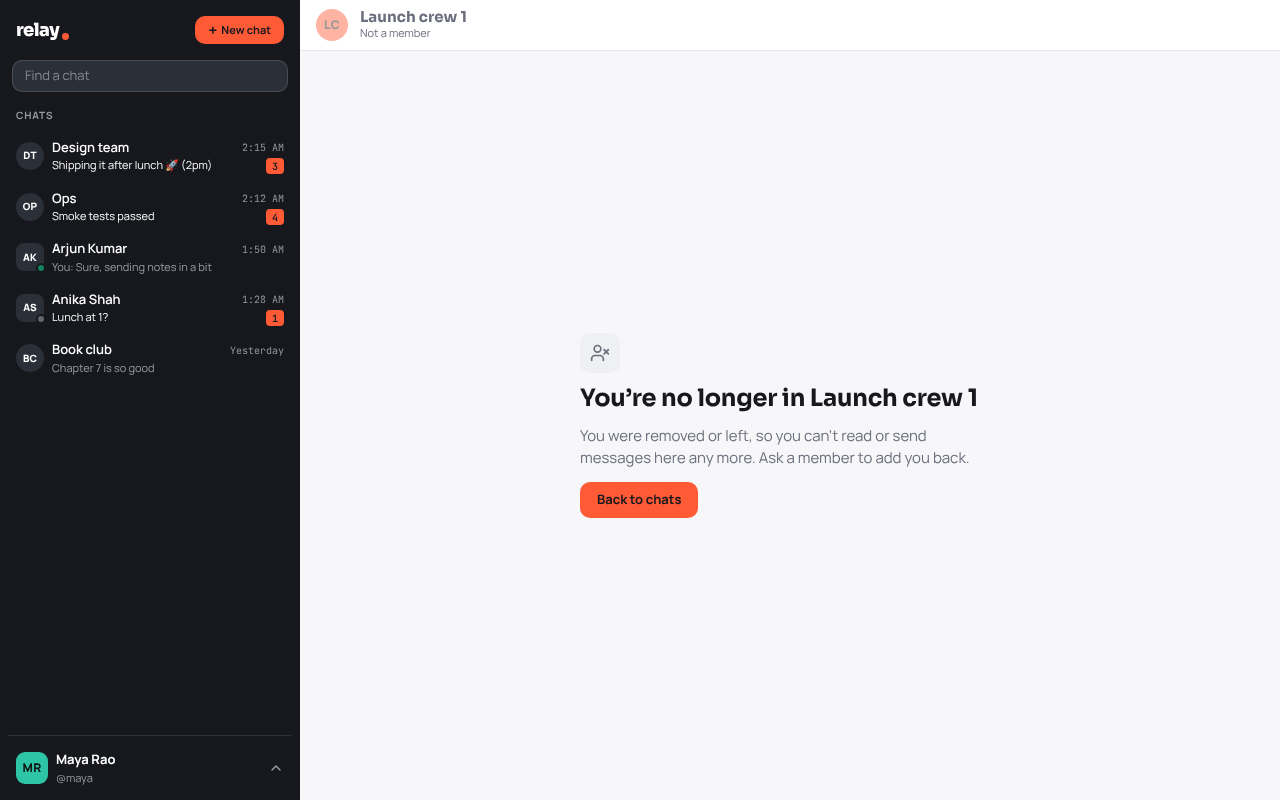 relay.
+ New chat
Find a chat
CHATS
DT
Design team
2:15 AM
Shipping it after lunch 🚀 (2pm)
3
OP
Ops
2:12 AM
Smoke tests passed
4
AK
Arjun Kumar
1:50 AM
You: Sure, sending notes in a bit
AS
Anika Shah
1:28 AM
Lunch at 1?
1
BC
Book club
Yesterday
Chapter 7 is so good
MR
Maya Rao
@maya
LC
Launch crew 1
Not a member
You’re no longer in Launch crew 1
You were removed or left, so you can't read or send
messages here any more. Ask a member to add you back.
Back to chats